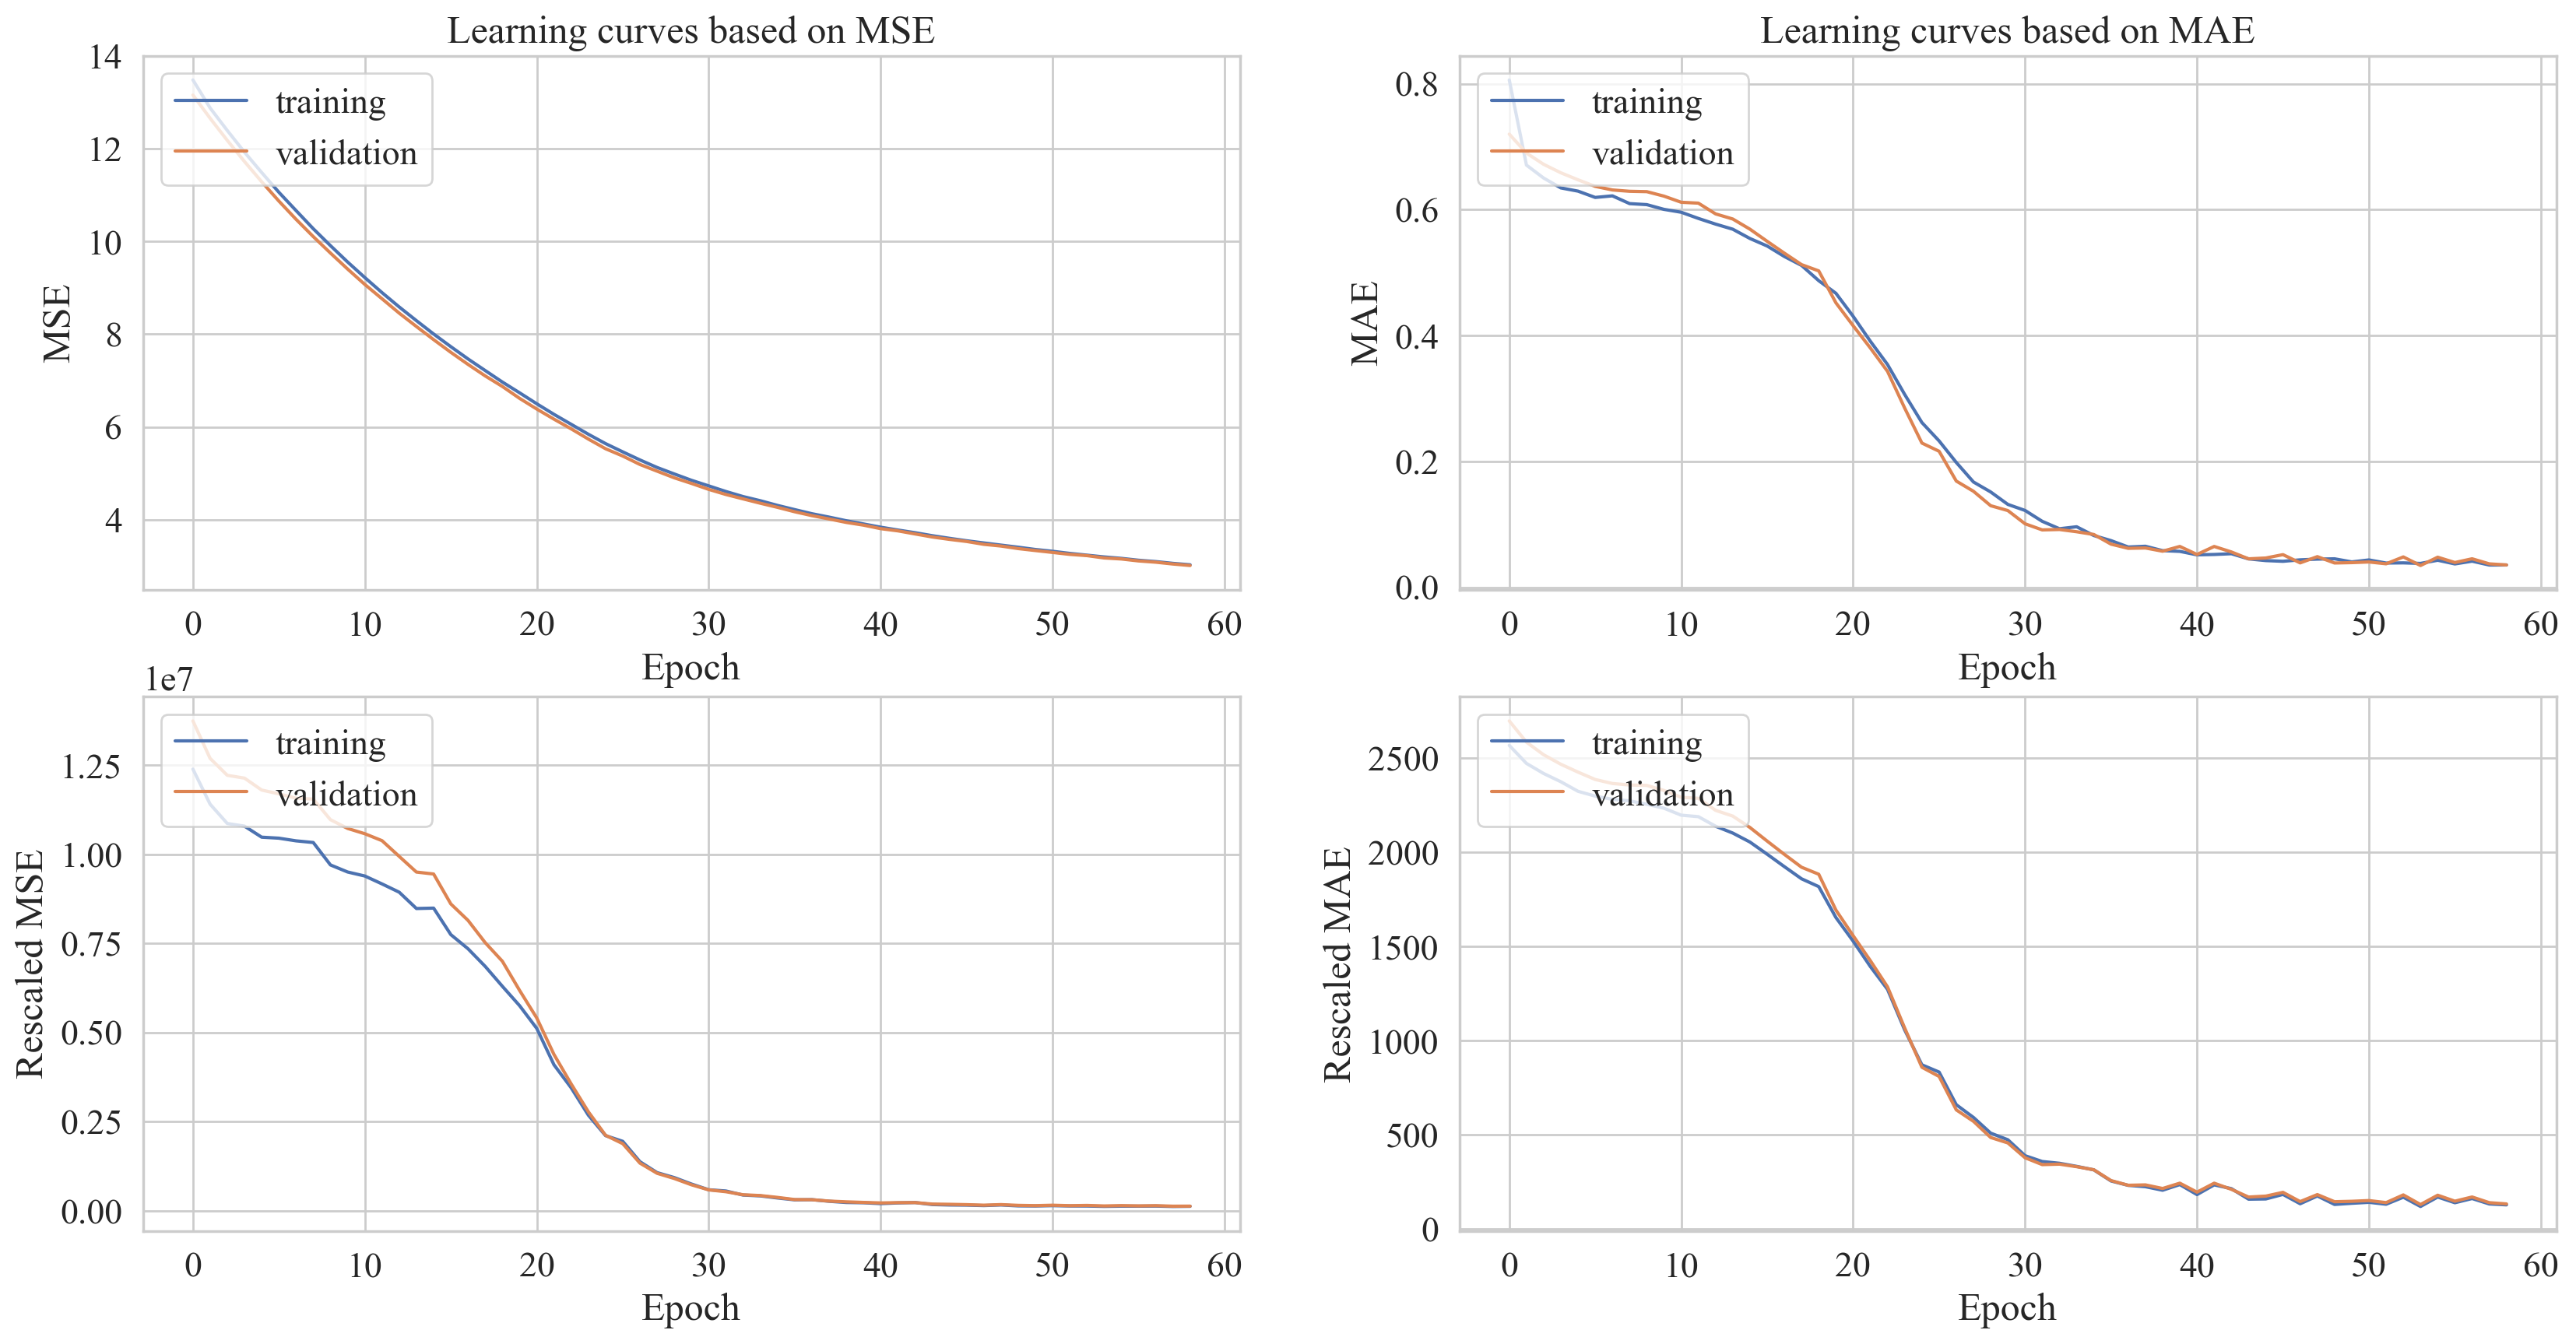 Learning curves based on MSE
14
12
10
8
6
4
MSE
training
validation
0 10 20 30 40 50 60
Epoch
Learning curves based on MAE
0.8
0.6
0.4
0.2
0.0
MAE
training
validation
0 10 20 30 40 50 60
Epoch
1e7
1.25
1.00
0.75
0.50
0.25
0.00
Rescaled MSE
training
validation
0 10 20 30 40 50 60
Epoch
2500
2000
1500
1000
500
0
Rescaled MAE
training
validation
0 10 20 30 40 50 60
Epoch